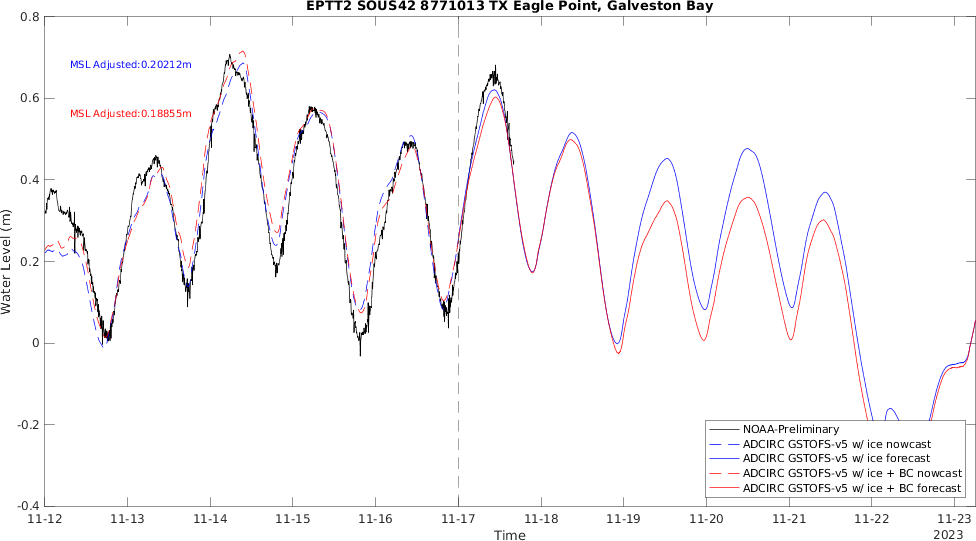 EPTT2 SOUS42 8771013 TX Eagle Point, Galveston Bay
0.8
MSL Adjusted:0.20212m
0.6
MSL Adjusted:0.18855m
0.4
0.2
0
-0.2
-0.4
Water Level (m)
NOAA-Preliminary
ADCIRC GSTOFS-v5 w/ ice nowcast
ADCIRC GSTOFS-v5 w/ ice forecast
ADCIRC GSTOFS-v5 w/ ice + BC nowcast
ADCIRC GSTOFS-v5 w/ ice + BC forecast
11-12 11-13 11-14 11-15 11-16 11-17 11-18 11-19 11-20 11-21 11-22 11-23
Time
2023